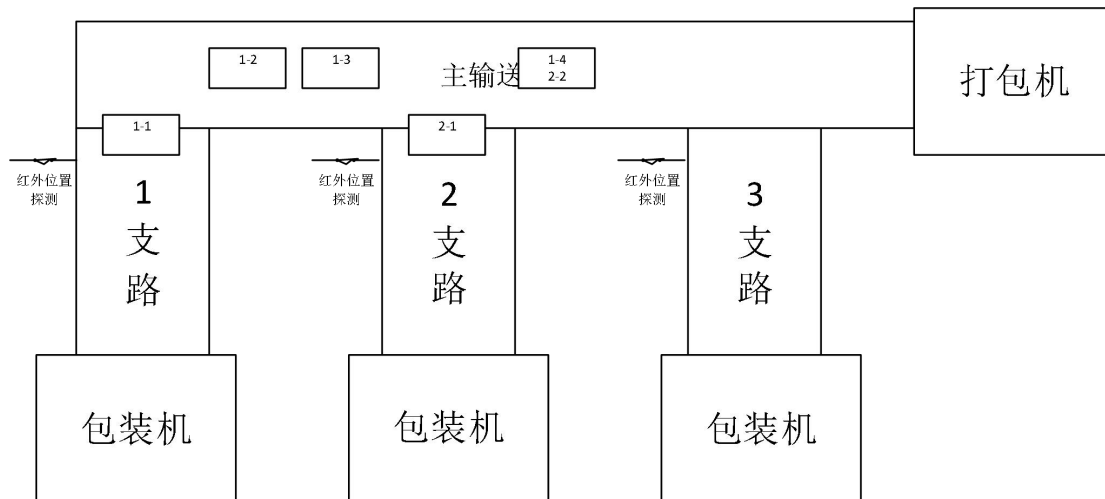 1-2
1-3
主输送
1-4
2-2
打包机
1-1
2-1
红外位置
探测
红外位置
探测
红外位置
探测
1
支
路
2
支
路
3
支
路
包装机
包装机
包装机